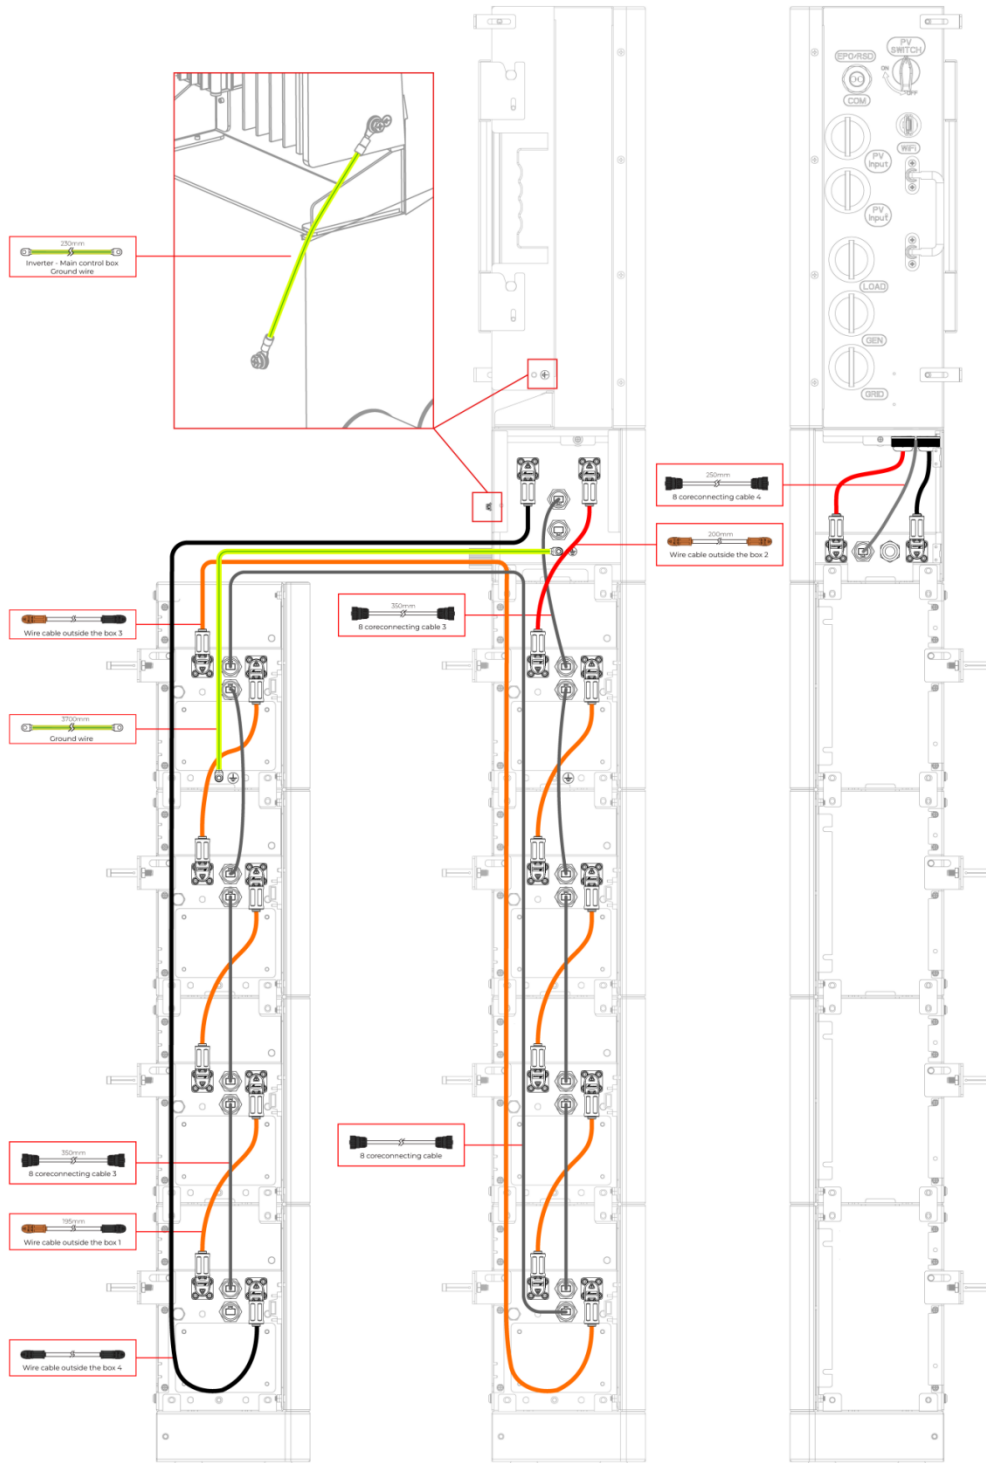 PV
SWITCH
EPO/RSD
ON
OFF
COM
WiFi
PV
Input
PV
Input
LOAD
GEN
GRID
230mm
Inverter - Main control box
Ground wire
250mm
8 coreconnecting cable 4
200mm
Wire cable outside the box 2
350mm
8 coreconnecting cable 3
Wire cable outside the box 3
3700mm
Ground wire
350mm
8 coreconnecting cable 3
8 coreconnecting cable
195mm
Wire cable outside the box 1
Wire cable outside the box 4